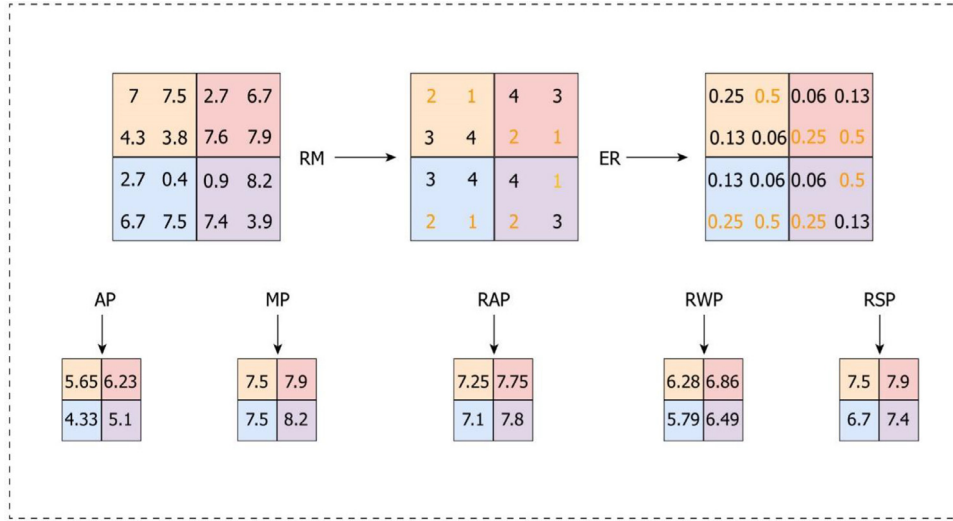 7 7.5 2.7 6.7
4.3 3.8 7.6 7.9
2.7 0.4 0.9 8.2
6.7 7.5 7.4 3.9
RM
2 1 4 3
3 4 2 1
3 4 4 1
2 1 2 3
ER
0.25 0.5 0.06 0.13
0.13 0.06 0.25 0.5
0.13 0.06 0.06 0.5
0.25 0.5 0.25 0.13
AP
5.65 6.23
4.33 5.1
MP
7.5 7.9
7.5 8.2
RAP
7.25 7.75
7.1 7.8
RWP
6.28 6.86
5.79 6.49
RSP
7.5 7.9
6.7 7.4